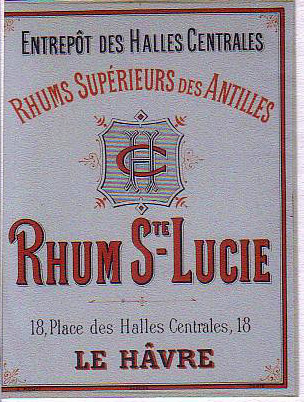 ENTREPÔT DES HALLES CENTRALES
RHUMS SUPÉRIEURS DES ANTILLES
HC
RHUM STE-LUCIE
18, Place des Halles Centrales, 18
LE HÂVRE